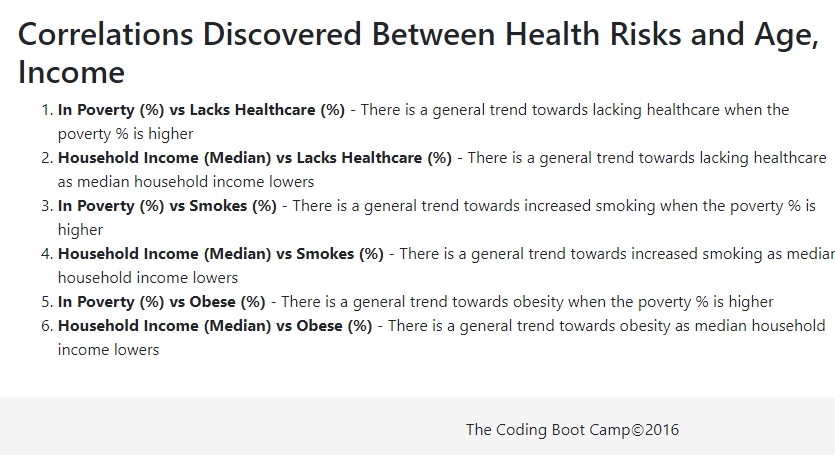 Correlations Discovered Between Health Risks and Age,
Income
1. In Poverty (%) vs Lacks Healthcare (%) - There is a general trend towards lacking healthcare when the
poverty % is higher
2. Household Income (Median) vs Lacks Healthcare (%) - There is a general trend towards lacking healthcare
as median household income lowers
3. In Poverty (%) vs Smokes (%) - There is a general trend towards increased smoking when the poverty % is
higher
4. Household Income (Median) vs Smokes (%) - There is a general trend towards increased smoking as median
household income lowers
5. In Poverty (%) vs Obese (%) - There is a general trend towards obesity when the poverty % is higher
6. Household Income (Median) vs Obese (%) - There is a general trend towards obesity as median household
income lowers
The Coding Boot Camp©2016